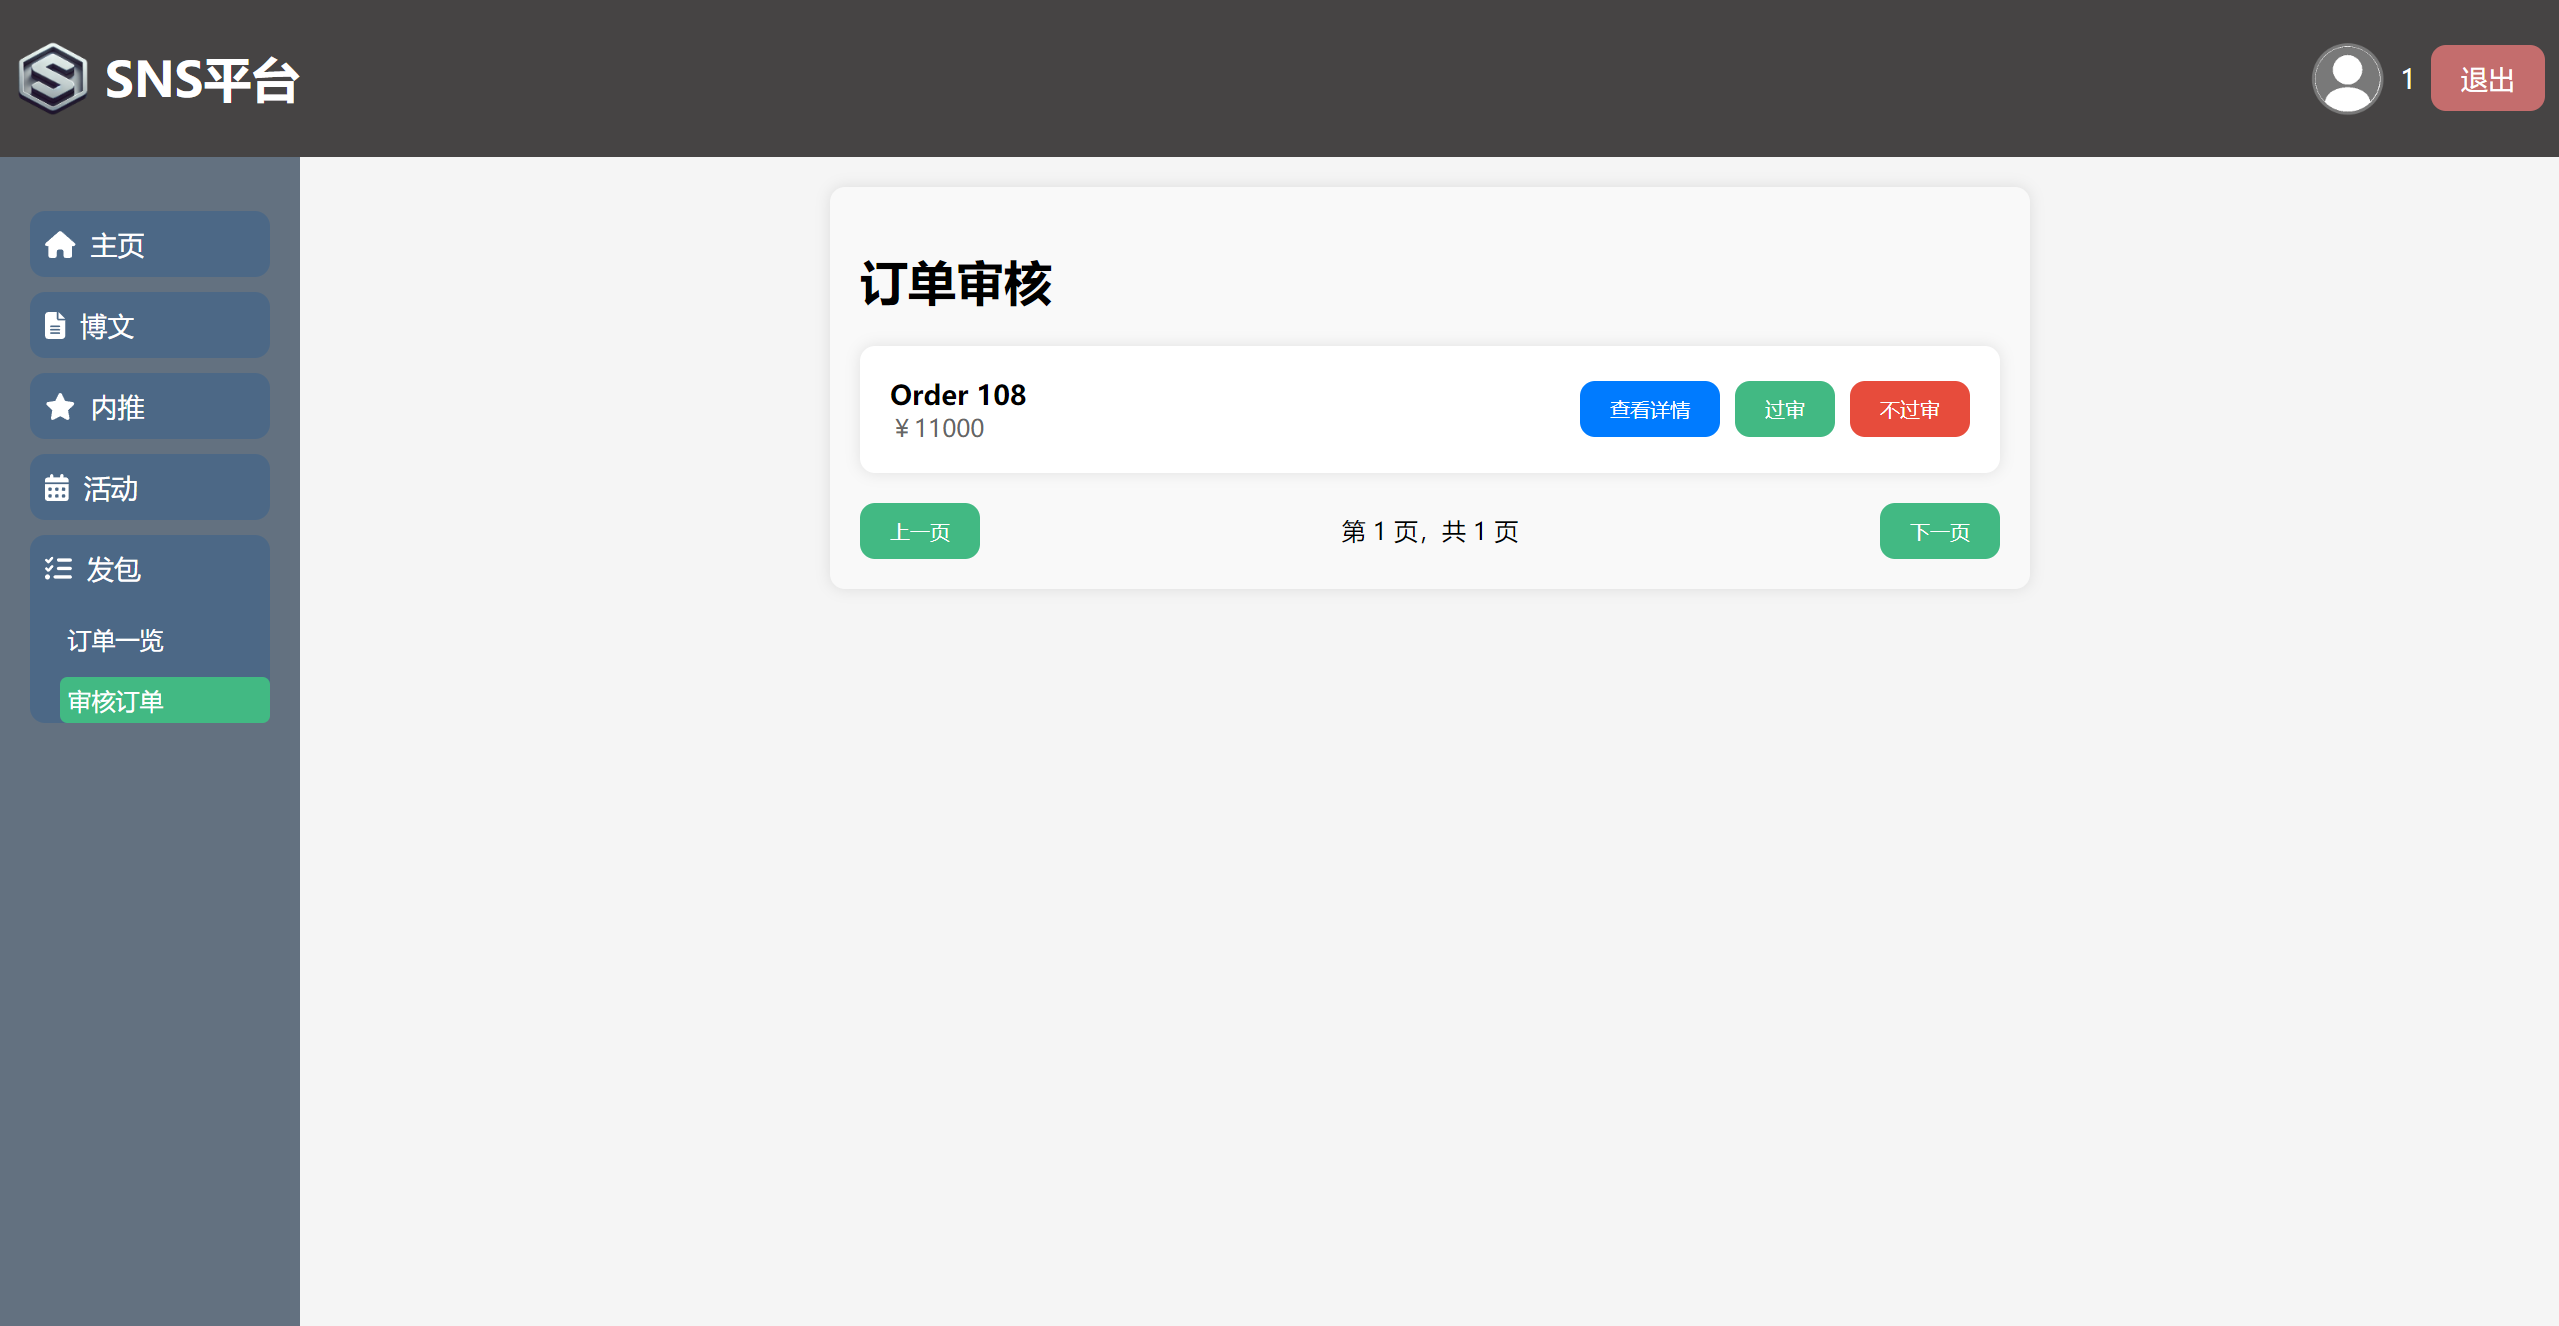 SNS平台
1
退出
主页
博文
内推
活动
发包
订单一览
审核订单
订单审核
Order 108
￥11000
查看详情
过审
不过审
上一页
第 1 页，共 1 页
下一页